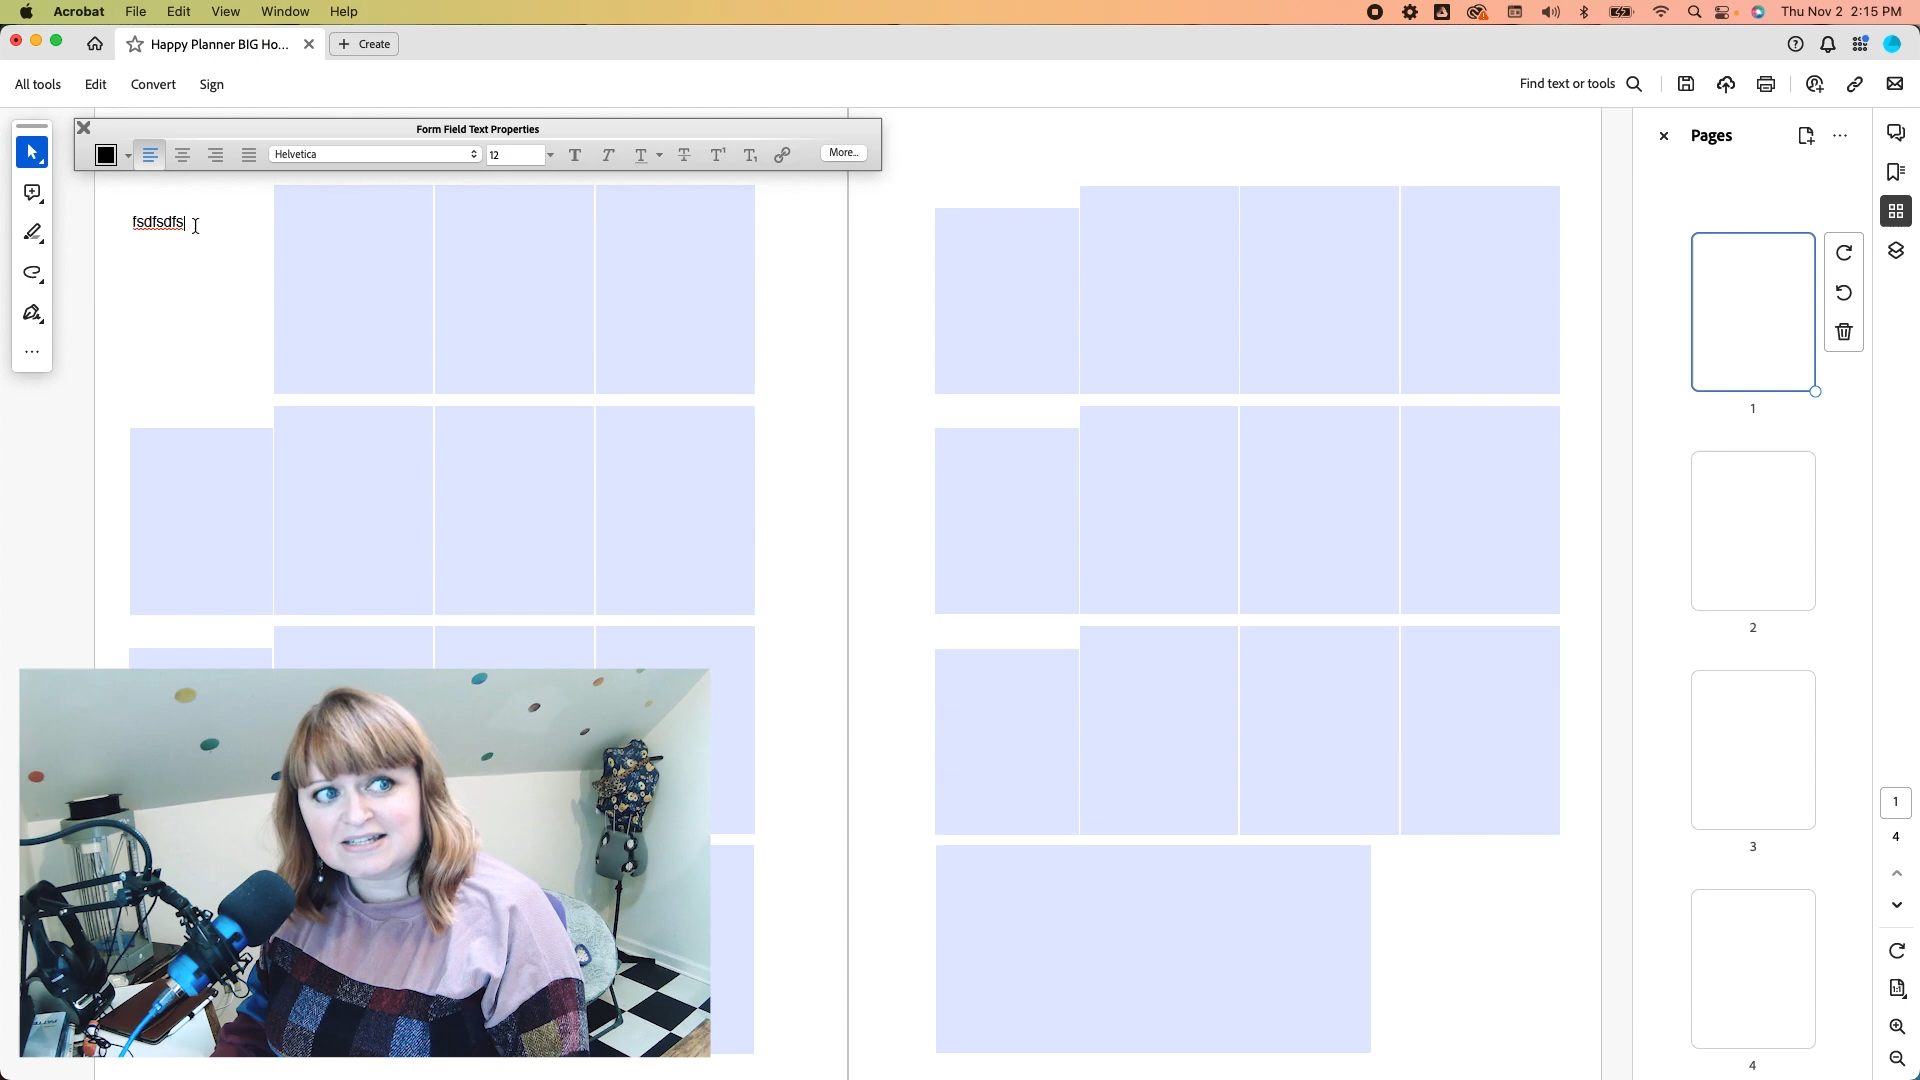 Acrobat File Edit View Window Help
Thu Nov 2 2:15 PM
Happy Planner BIG Ho...
Create
All tools Edit Convert Sign
Find text or tools
Form Field Text Properties
Helvetica
12
More...
fsdfsdfs
Pages
1
2
3
4
1
4